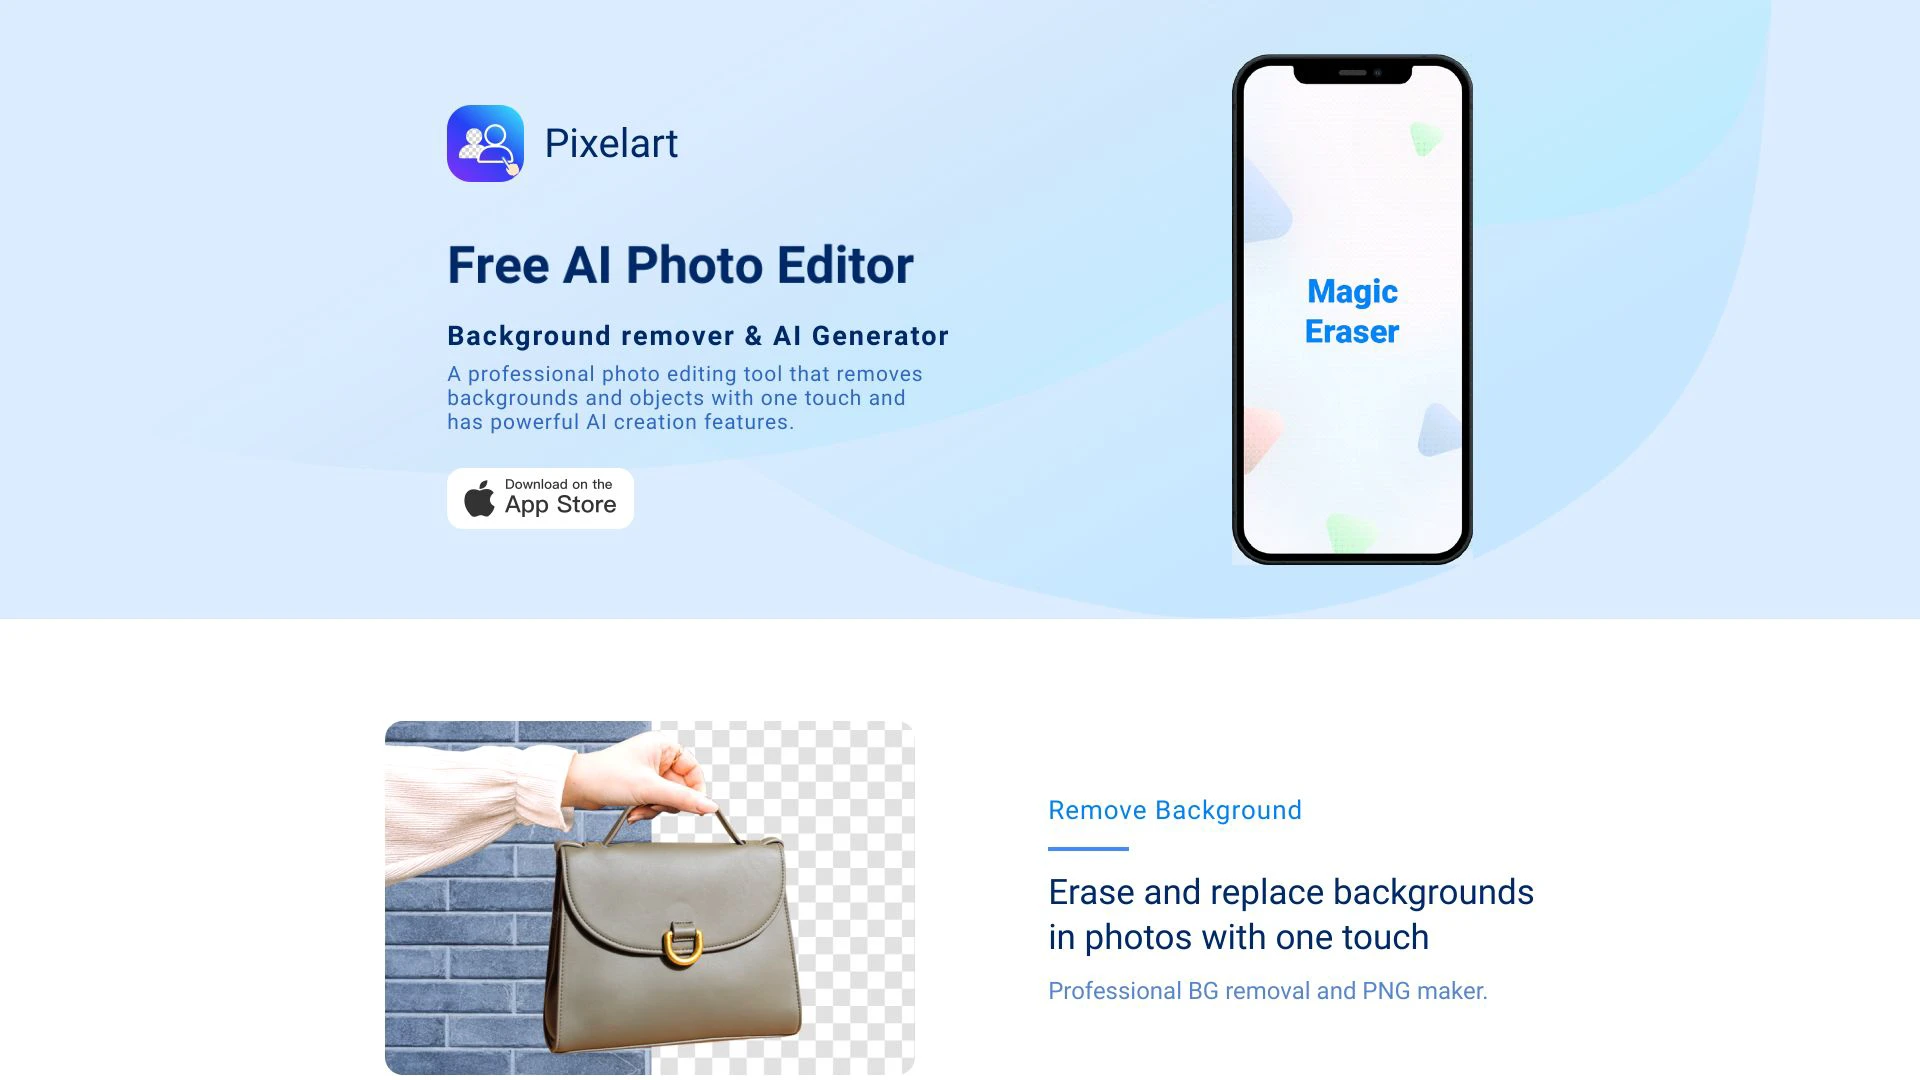 Pixelart
Free AI Photo Editor
Background remover & AI Generator
A professional photo editing tool that removes
backgrounds and objects with one touch and
has powerful AI creation features.
Download on the
App Store
Magic
Eraser
Remove Background
Erase and replace backgrounds
in photos with one touch
Professional BG removal and PNG maker.